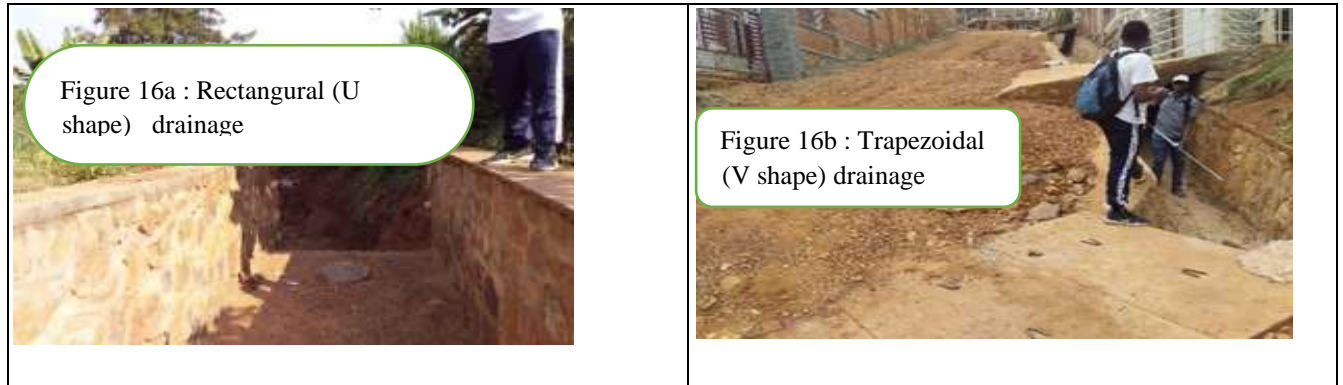 Figure 16a : Rectangural (U
shape) drainage
Figure 16b : Trapezoidal
(V shape) drainage